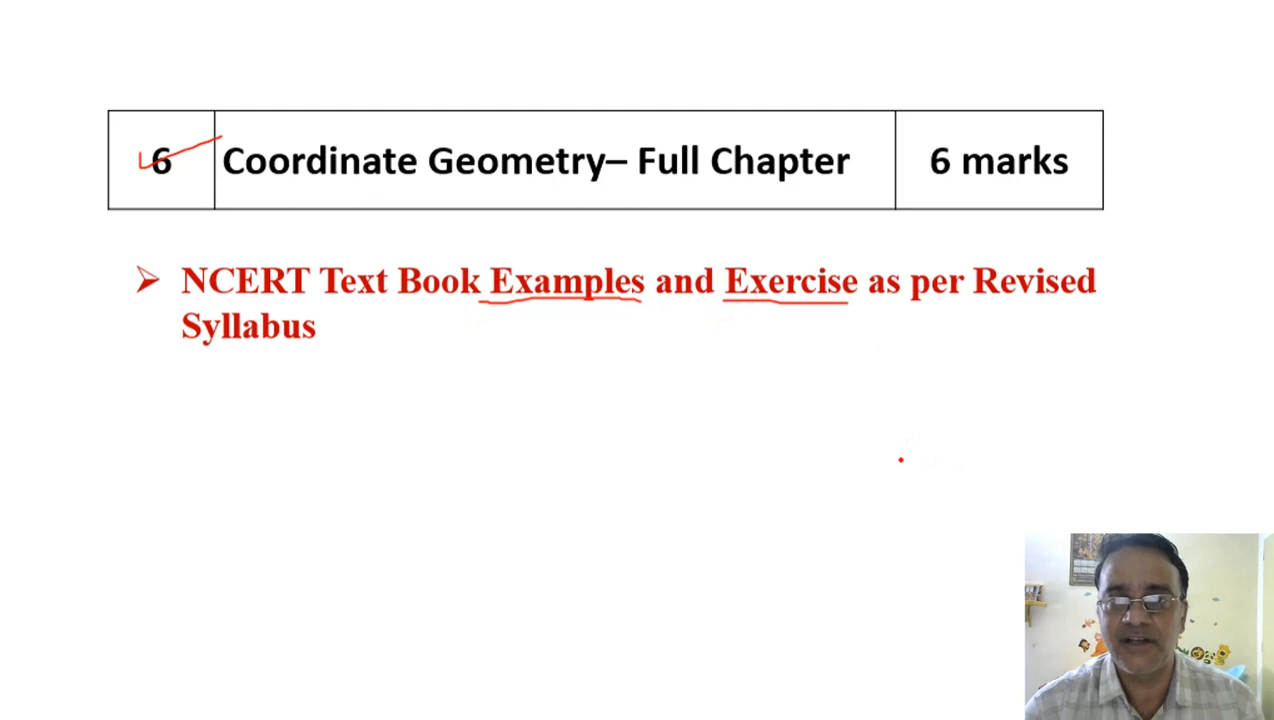 6 Coordinate Geometry– Full Chapter 6 marks
➢ NCERT Text Book Examples and Exercise as per Revised
Syllabus